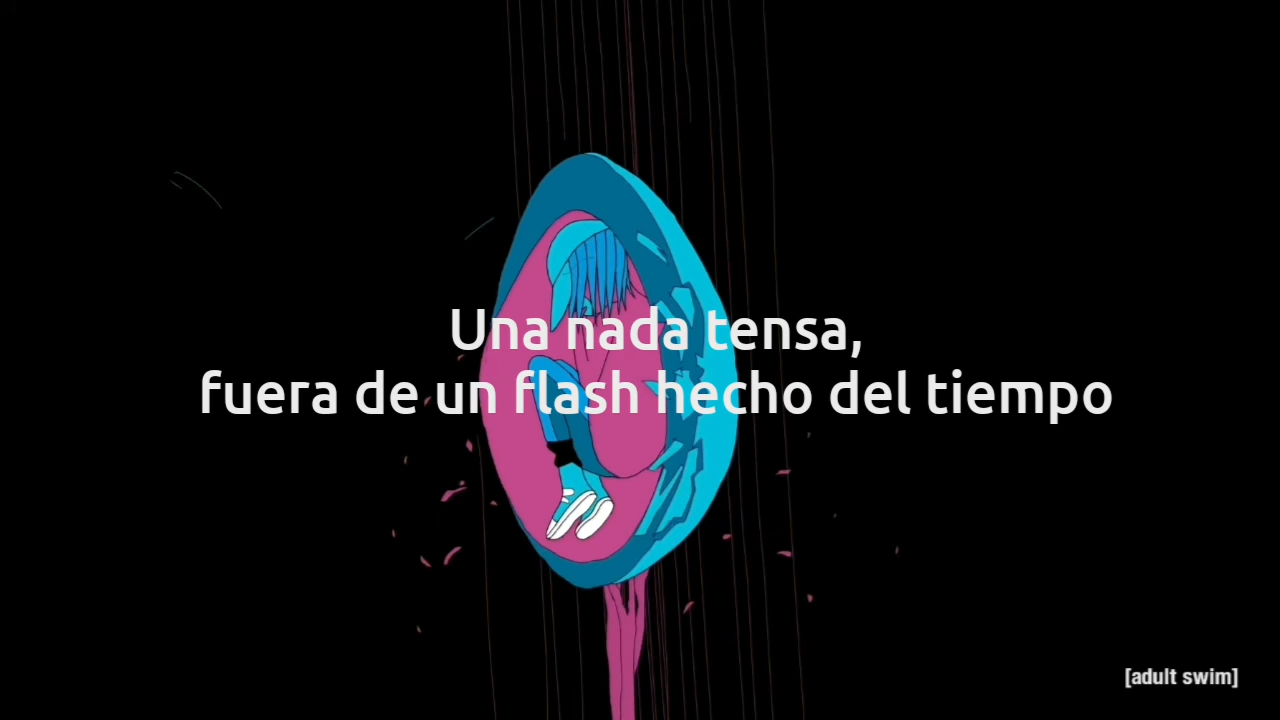 Una nada tensa,
fuera de un flash hecho del tiempo
[adult swim]